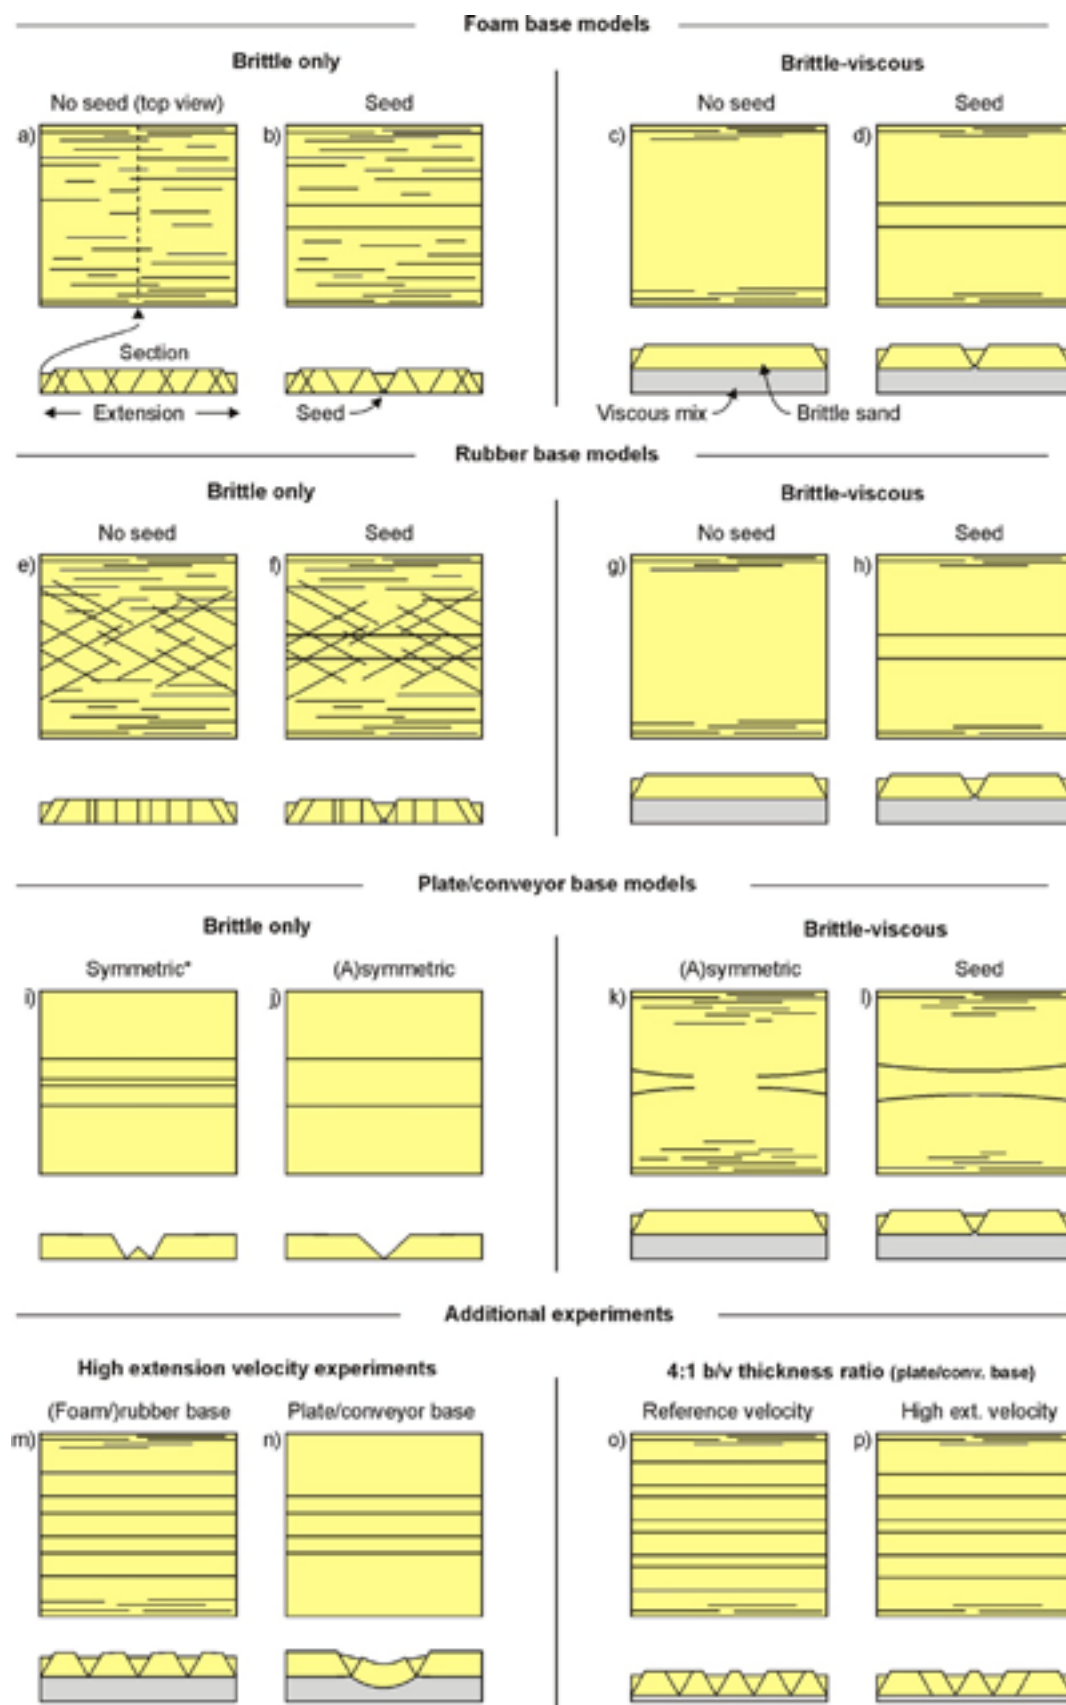 Foam base models
Brittle only
Brittle-viscous
No seed (top view)
Seed
No seed
Seed
a)
b)
c)
d)
Section
Extension
Seed
Viscous mix
Brittle sand
Rubber base models
Brittle only
Brittle-viscous
No seed
Seed
No seed
Seed
e)
f)
g)
h)
Plate/conveyor base models
Brittle only
Brittle-viscous
Symmetric*
(A)symmetric
(A)symmetric
Seed
i)
j)
k)
l)
Additional experiments
High extension velocity experiments
4:1 b/v thickness ratio (plate/conv. base)
(Foam/)rubber base
Plate/conveyor base
Reference velocity
High ext. velocity
m)
n)
o)
p)